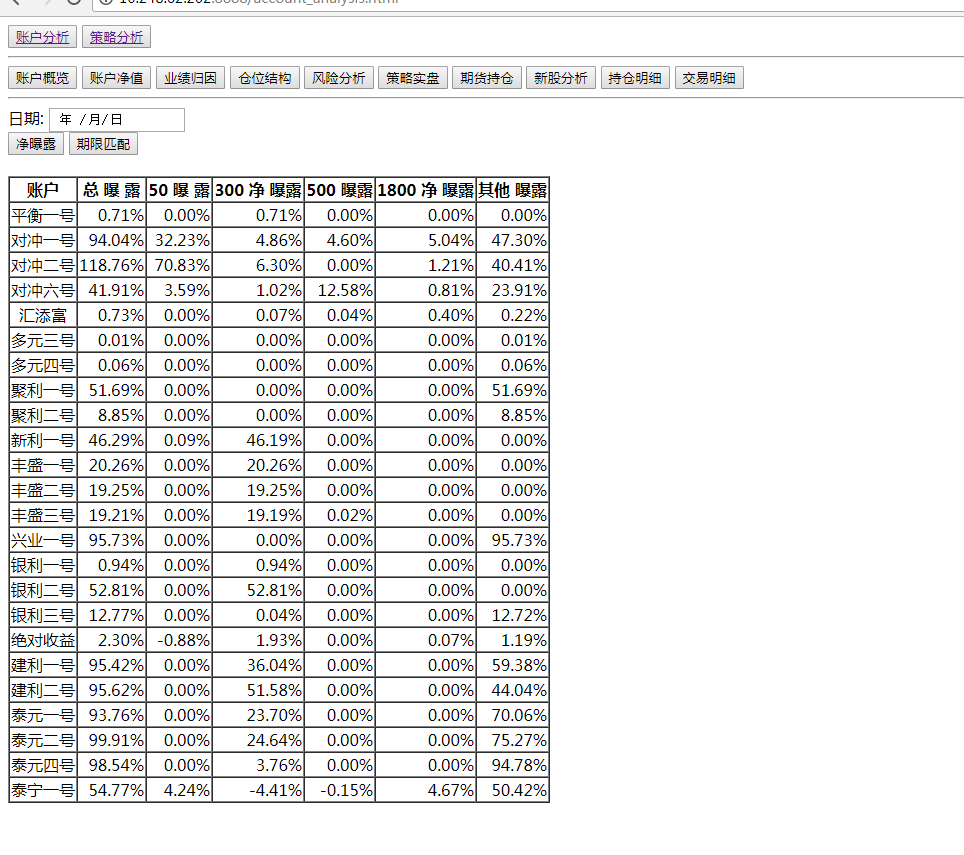 账户分析 策略分析
账户概览 账户净值 业绩归因 仓位结构 风险分析 策略实盘 期货持仓 新股分析 持仓明细 交易明细
日期: 年 /月/日
净曝露 期限匹配
账户 总 曝 露 50 曝 露 300 净 曝露 500 曝露 1800 净 曝露 其他 曝露
平衡一号 0.71% 0.00% 0.71% 0.00% 0.00% 0.00%
对冲一号 94.04% 32.23% 4.86% 4.60% 5.04% 47.30%
对冲二号 118.76% 70.83% 6.30% 0.00% 1.21% 40.41%
对冲六号 41.91% 3.59% 1.02% 12.58% 0.81% 23.91%
汇添富 0.73% 0.00% 0.07% 0.04% 0.40% 0.22%
多元三号 0.01% 0.00% 0.00% 0.00% 0.00% 0.01%
多元四号 0.06% 0.00% 0.00% 0.00% 0.00% 0.06%
聚利一号 51.69% 0.00% 0.00% 0.00% 0.00% 51.69%
聚利二号 8.85% 0.00% 0.00% 0.00% 0.00% 8.85%
新利一号 46.29% 0.09% 46.19% 0.00% 0.00% 0.00%
丰盛一号 20.26% 0.00% 20.26% 0.00% 0.00% 0.00%
丰盛二号 19.25% 0.00% 19.25% 0.00% 0.00% 0.00%
丰盛三号 19.21% 0.00% 19.19% 0.02% 0.00% 0.00%
兴业一号 95.73% 0.00% 0.00% 0.00% 0.00% 95.73%
银利一号 0.94% 0.00% 0.94% 0.00% 0.00% 0.00%
银利二号 52.81% 0.00% 52.81% 0.00% 0.00% 0.00%
银利三号 12.77% 0.00% 0.04% 0.00% 0.00% 12.72%
绝对收益 2.30% -0.88% 1.93% 0.00% 0.07% 1.19%
建利一号 95.42% 0.00% 36.04% 0.00% 0.00% 59.38%
建利二号 95.62% 0.00% 51.58% 0.00% 0.00% 44.04%
泰元一号 93.76% 0.00% 23.70% 0.00% 0.00% 70.06%
泰元二号 99.91% 0.00% 24.64% 0.00% 0.00% 75.27%
泰元四号 98.54% 0.00% 3.76% 0.00% 0.00% 94.78%
泰宁一号 54.77% 4.24% -4.41% -0.15% 4.67% 50.42%